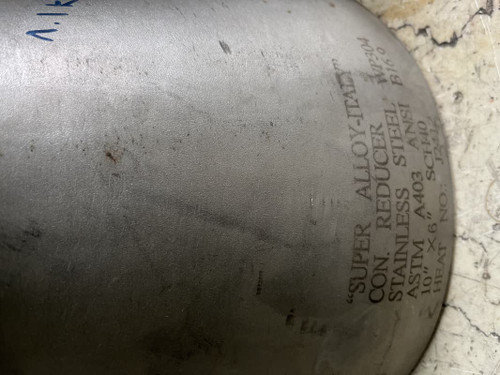 "SUPER ALLOY-ITALY"
CON. REDUCER WP304
STAINLESS STEEL B16.9
ASTM A403 ANSI
10" X 6" SCH40
HEAT NO: